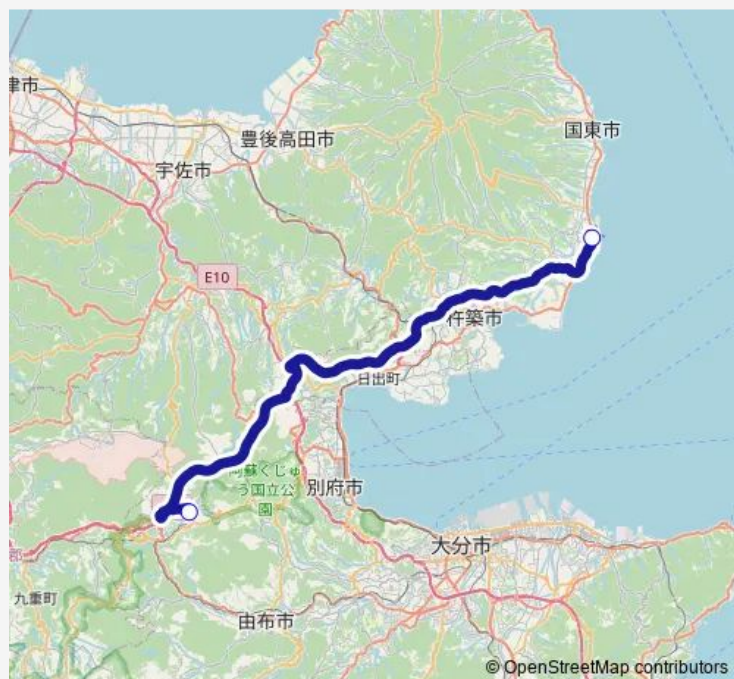 津市
豊後高田市
国東市
宇佐市
E10
杵築市
日出町
阿蘇くじゅ
う国立公
園
別府市
大分市
九重町
由布市
© OpenStreetMap contributors